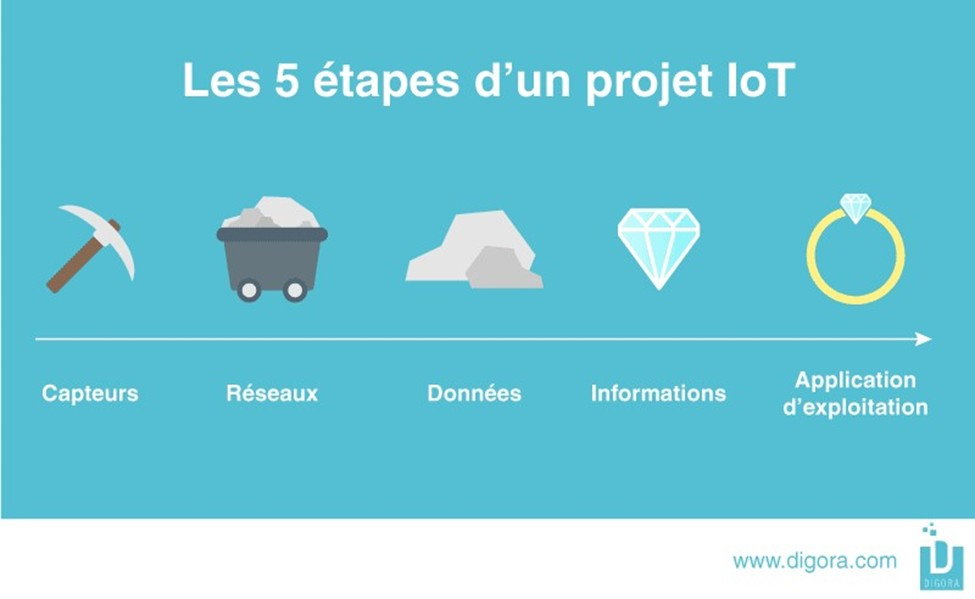 Les 5 étapes d’un projet IoT
Capteurs
Réseaux
Données
Informations
Application
d’exploitation
www.digora.com
DIGORA